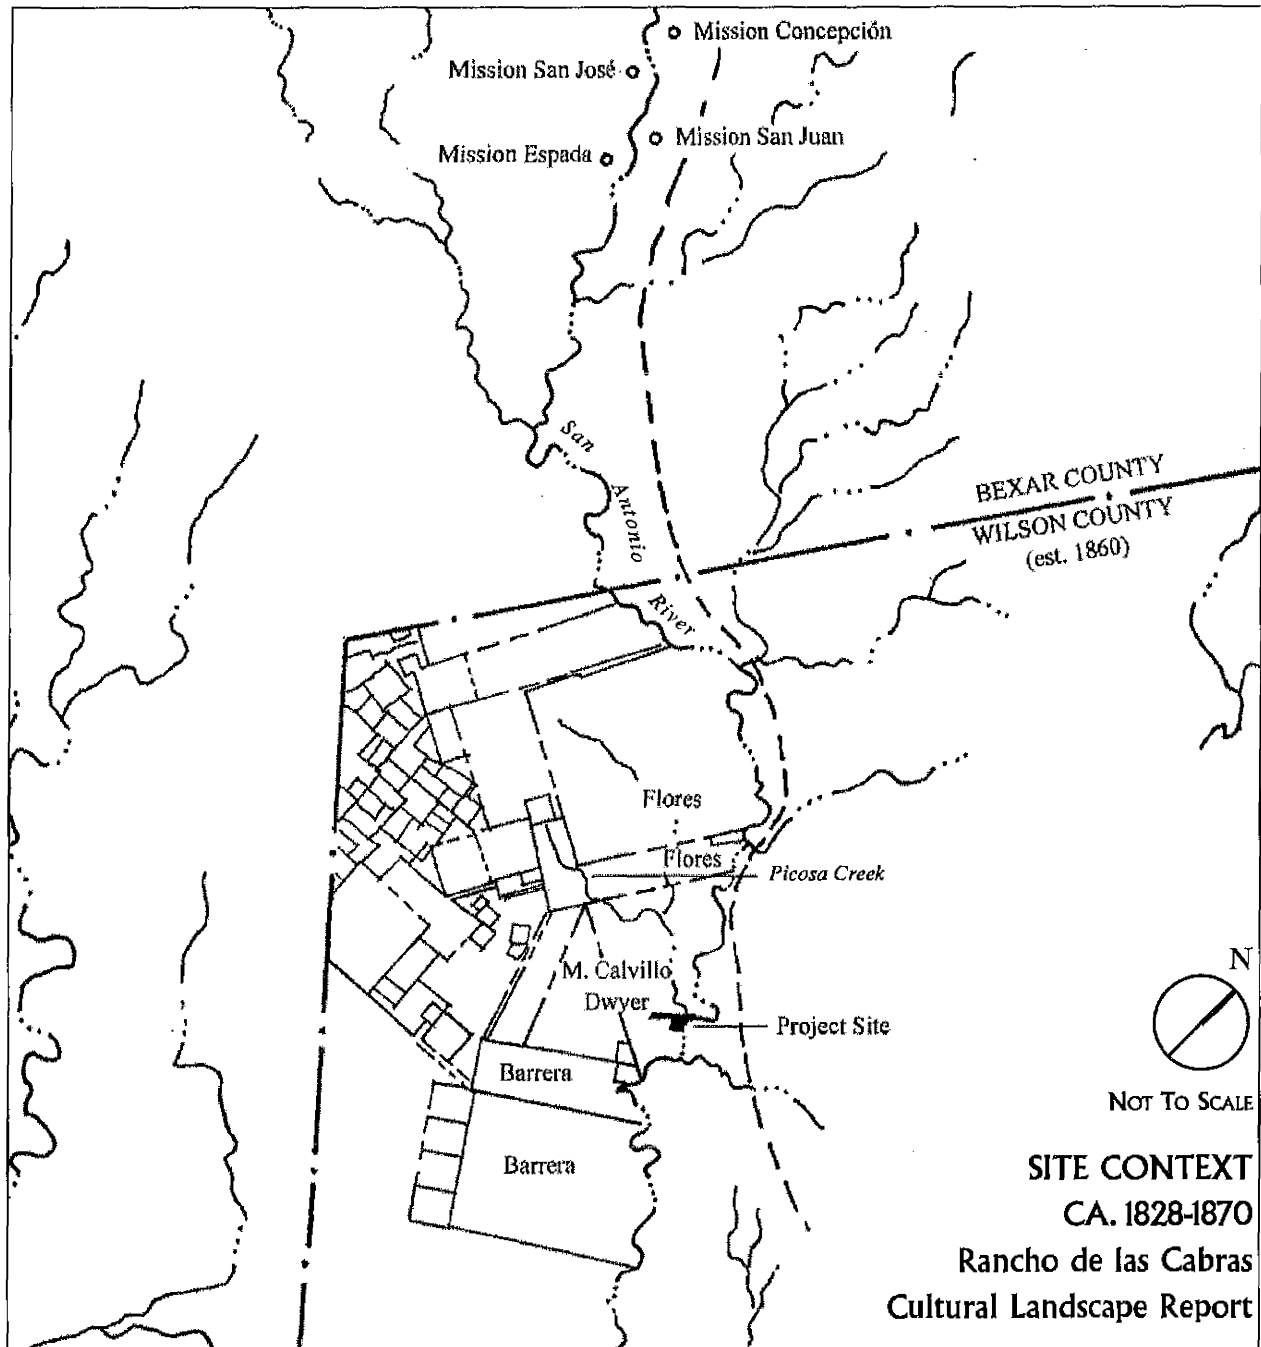 Mission Concepción
Mission San José
Mission San Juan
Mission Espada
San
Antonio
River
BEXAR COUNTY
WILSON COUNTY
(est. 1860)
Flores
Flores
Picosa Creek
M. Calvillo
Dwyer
Project Site
Barrera
Barrera
N
NOT TO SCALE
SITE CONTEXT
CA. 1828-1870
Rancho de las Cabras
Cultural Landscape Report